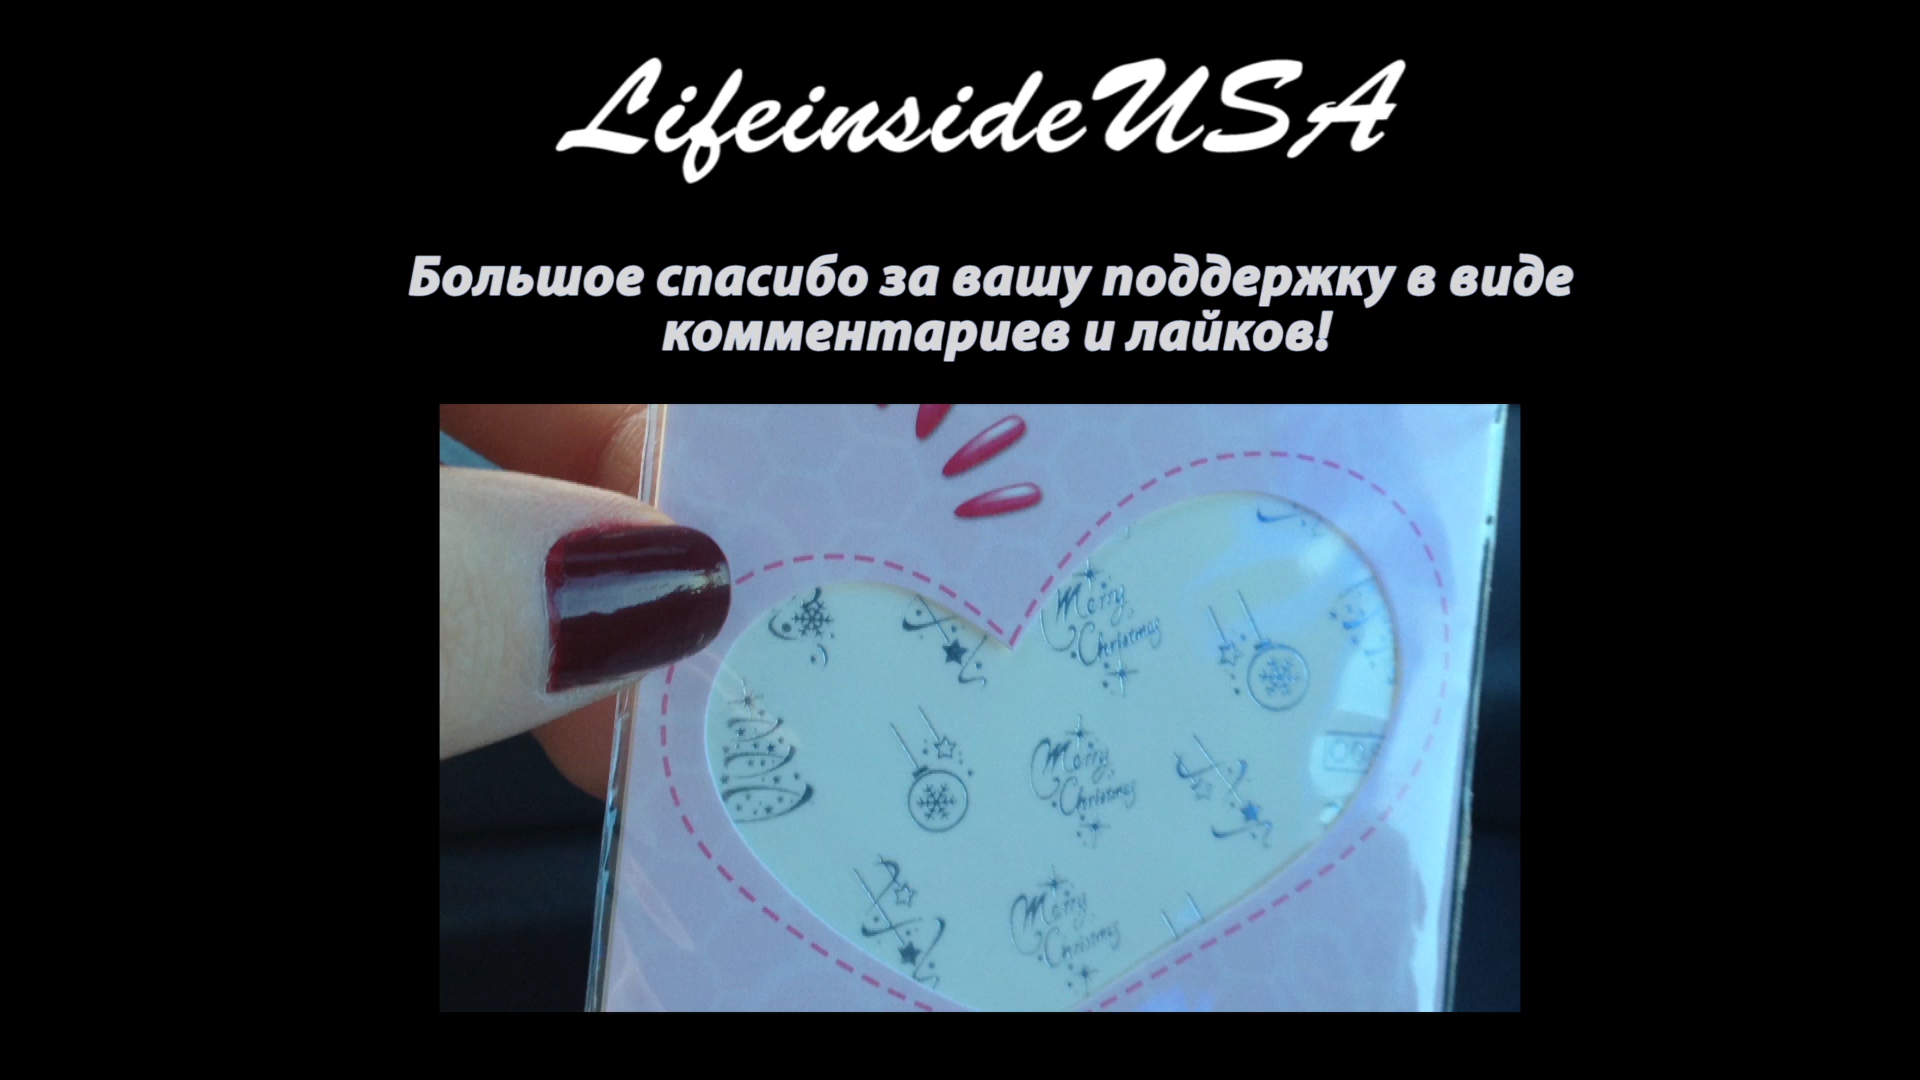 LifeinsideUSA
Большое спасибо за вашу поддержку в виде
комментариев и лайков!
Merry
Christmas
Merry
Christmas
Merry
Christmas